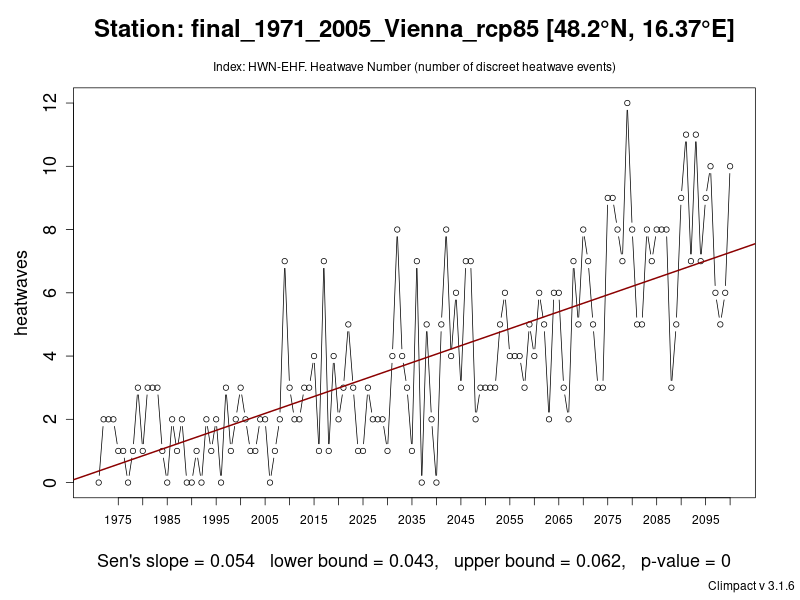 Station: final_1971_2005_Vienna_rcp85 [48.2°N, 16.37°E]
Index: HWN-EHF. Heatwave Number (number of discreet heatwave events)
heatwaves
12
10
8
6
4
2
0
1975 1985 1995 2005 2015 2025 2035 2045 2055 2065 2075 2085 2095
Sen's slope = 0.054 lower bound = 0.043, upper bound = 0.062, p-value = 0
Climpact v 3.1.6